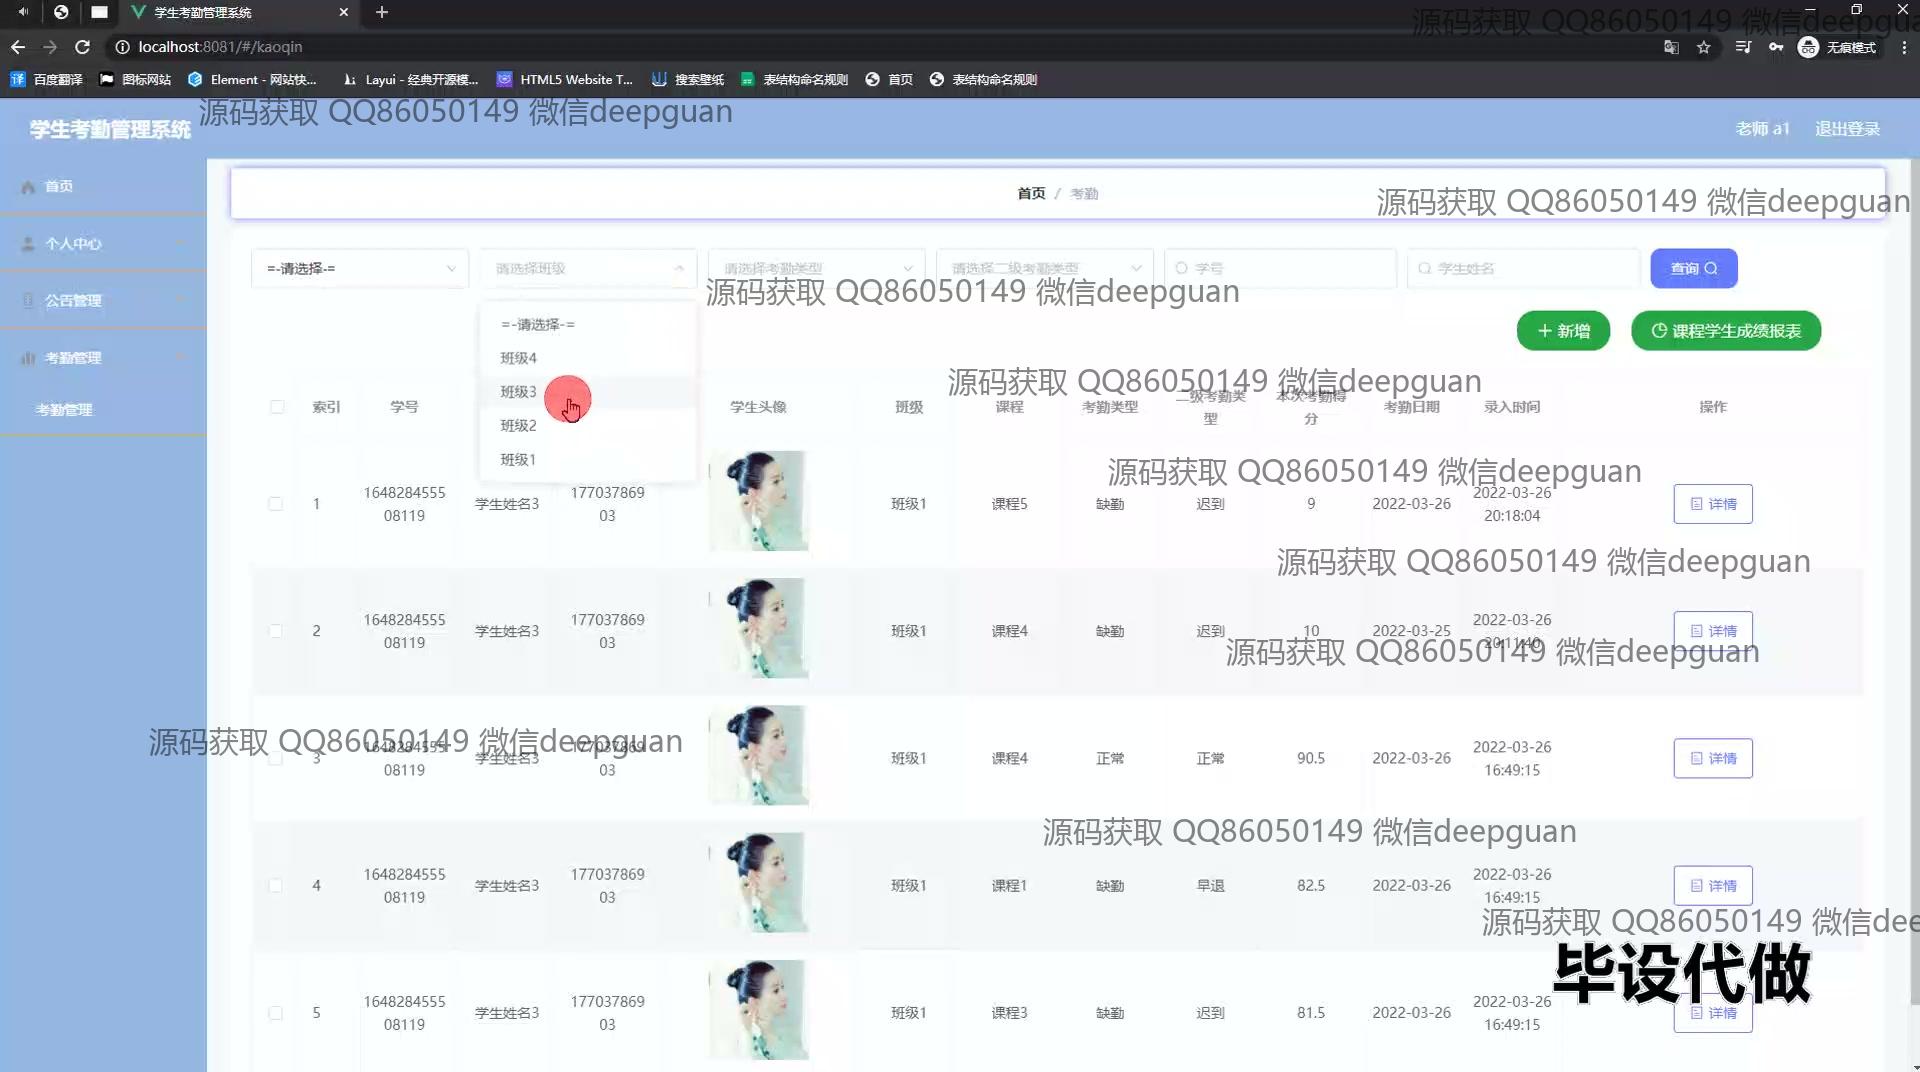 学生考勤管理系统
localhost:8081/#/kaoqin
无痕模式
源码获取 QQ86050149 微信deepgua
百度翻译
图标网站
Element - 网站快...
Layui - 经典开源模...
HTML5 Website T...
搜索壁纸
表结构命名规则
首页
表结构命名规则
源码获取 QQ86050149 微信deepguan
学生考勤管理系统
老师 a1
退出登录
首页
个人中心
公告管理
考勤管理
考勤管理
首页 / 考勤
源码获取 QQ86050149 微信deepguan
=-请选择-=
请选择班级
请选择考勤类型
请选择二级考勤类型
学号
学生姓名
查询
源码获取 QQ86050149 微信deepguan
=-请选择-=
班级4
班级3
班级2
班级1
+ 新增
课程学生成绩报表
源码获取 QQ86050149 微信deepguan
索引 学号 学生头像 班级 课程 考勤类型 二级考勤类型 本次考勤得分 考勤日期 录入时间 操作
源码获取 QQ86050149 微信deepguan
1 164828455508119 学生姓名3 17703786903 班级1 课程5 缺勤 迟到 9 2022-03-26 2022-03-26 20:18:04 详情
源码获取 QQ86050149 微信deepguan
2 164828455508119 学生姓名3 17703786903 班级1 课程4 缺勤 迟到 10 2022-03-25 2022-03-26 20:11:40 详情
源码获取 QQ86050149 微信deepguan
源码获取 QQ86050149 微信deepguan
3 164828455508119 学生姓名3 17703786903 班级1 课程4 正常 正常 90.5 2022-03-26 2022-03-26 16:49:15 详情
源码获取 QQ86050149 微信deepguan
4 164828455508119 学生姓名3 17703786903 班级1 课程1 缺勤 早退 82.5 2022-03-26 2022-03-26 16:49:15 详情
源码获取 QQ86050149 微信dee
毕设代做
5 164828455508119 学生姓名3 17703786903 班级1 课程3 缺勤 迟到 81.5 2022-03-26 2022-03-26 16:49:15 详情